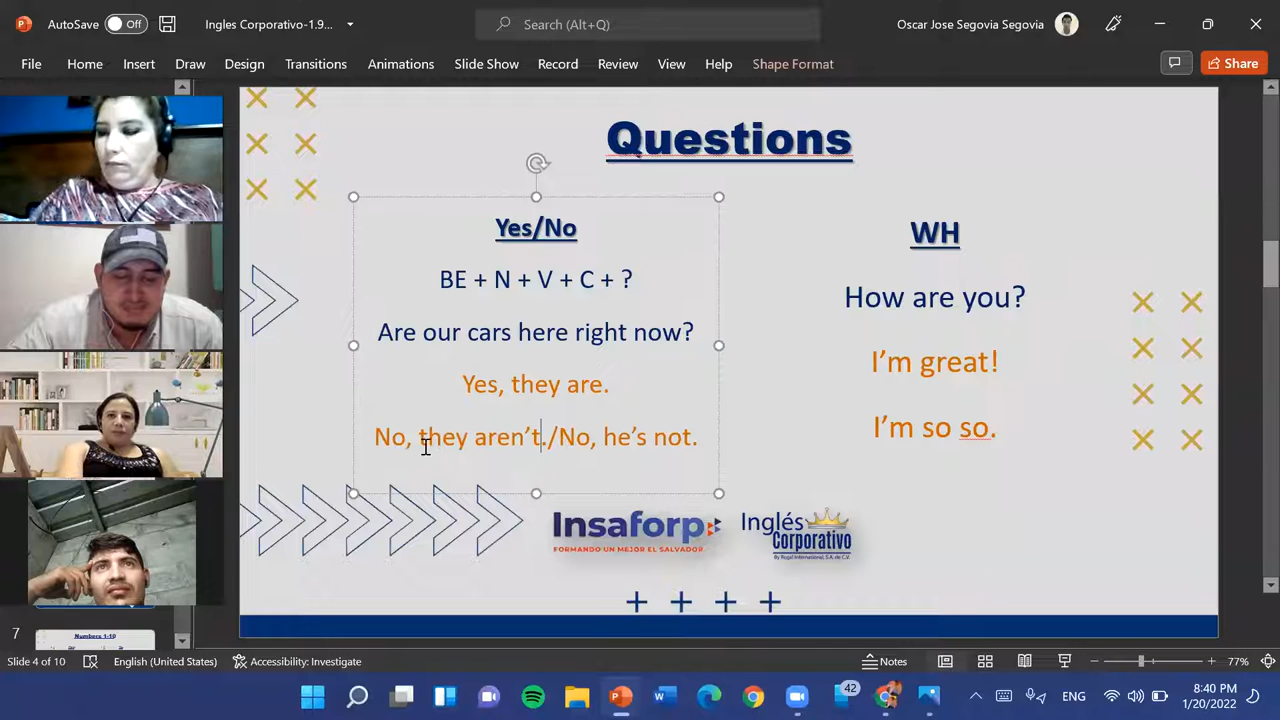 AutoSave Off Ingles Corporativo-1.9... Search (Alt+Q) Oscar Jose Segovia Segovia
File Home Insert Draw Design Transitions Animations Slide Show Record Review View Help Shape Format Share
Questions
Yes/No
BE + N + V + C + ?
Are our cars here right now?
Yes, they are.
No, they aren't./No, he's not.
WH
How are you?
I'm great!
I'm so so.
Insaforp
FORMANDO UN MEJOR EL SALVADOR
Inglés
Corporativo
By Royal International, S.A. de C.V.
7
Numbers 1-10
Slide 4 of 10 English (United States) Accessibility: Investigate Notes 77%
42
ENG
8:40 PM
1/20/2022